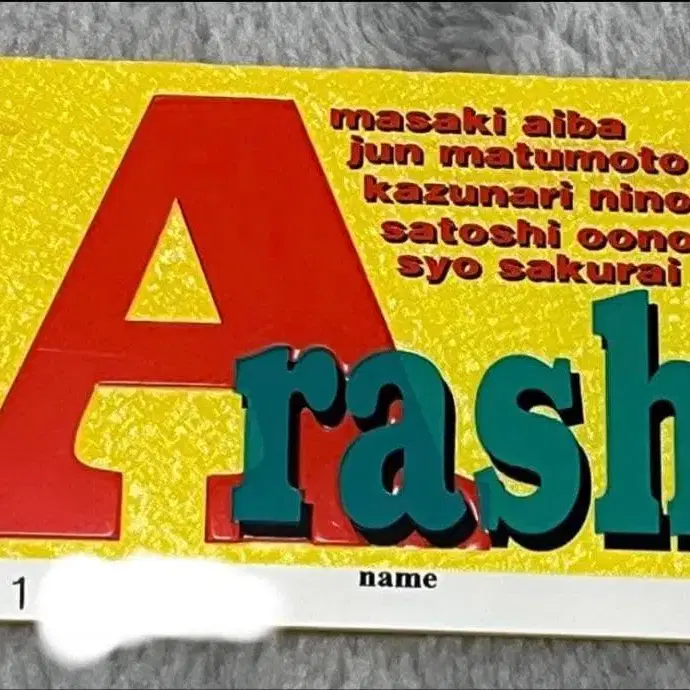 masaki aiba
jun matumoto
kazunari nino
satoshi oono
syo sakurai
Arash
1
name